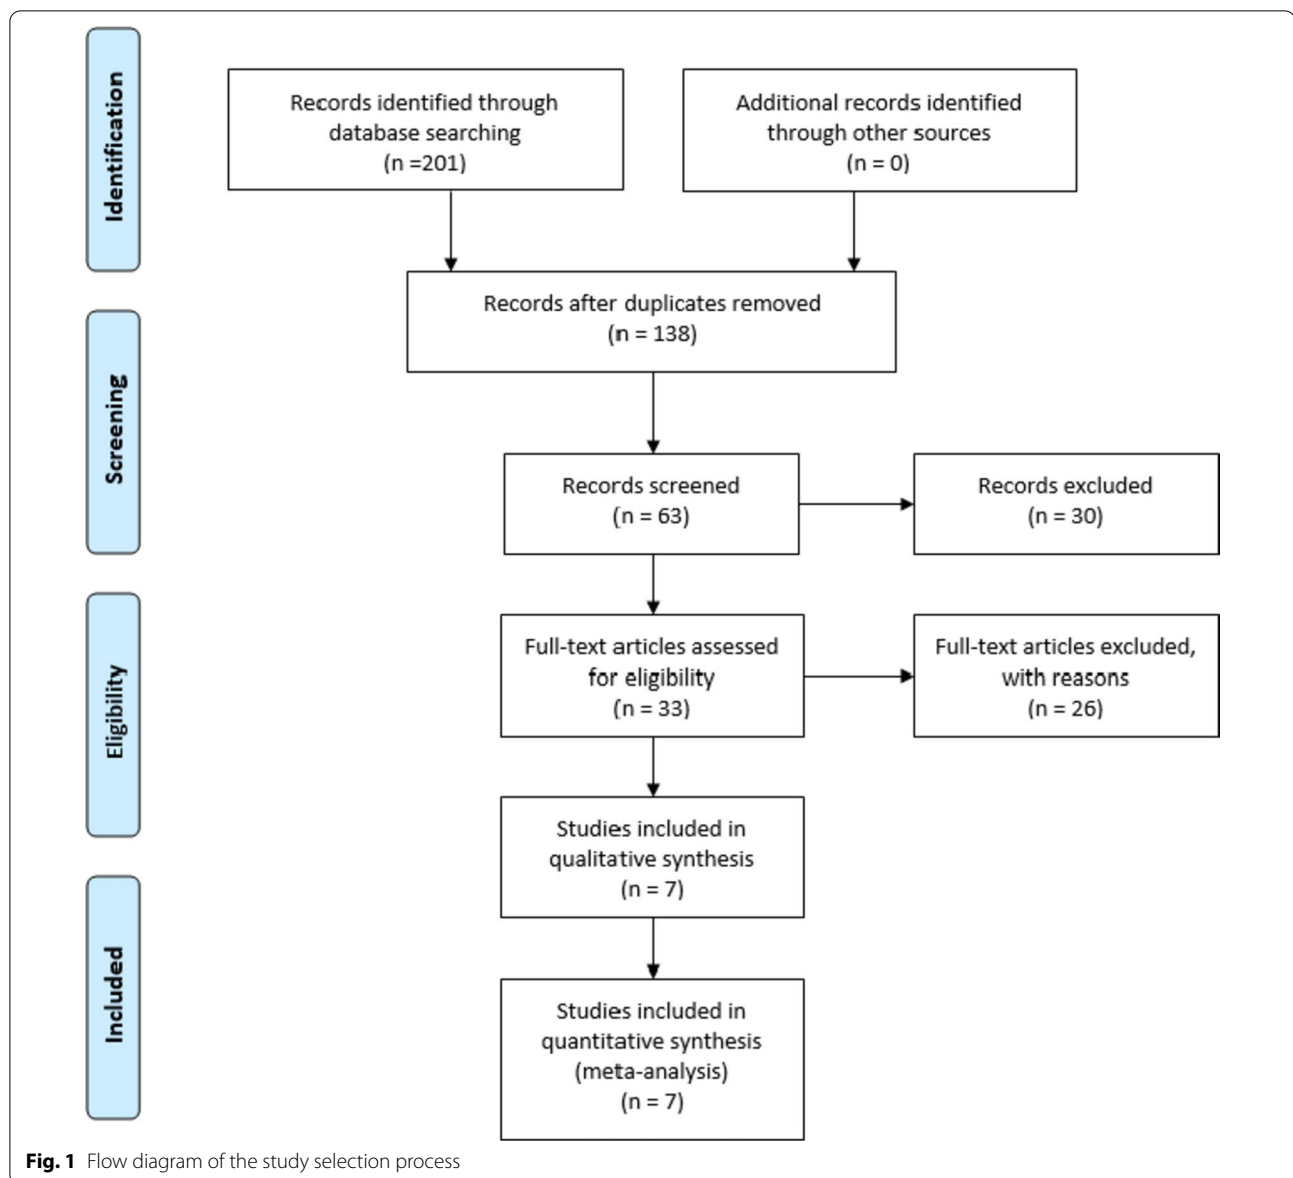 Identification
Records identified through
database searching
(n =201)
Additional records identified
through other sources
(n = 0)
Records after duplicates removed
(n = 138)
Screening
Records screened
(n = 63)
Records excluded
(n = 30)
Eligibility
Full-text articles assessed
for eligibility
(n = 33)
Full-text articles excluded,
with reasons
(n = 26)
Studies included in
qualitative synthesis
(n = 7)
Included
Studies included in
quantitative synthesis
(meta-analysis)
(n = 7)
Fig. 1 Flow diagram of the study selection process